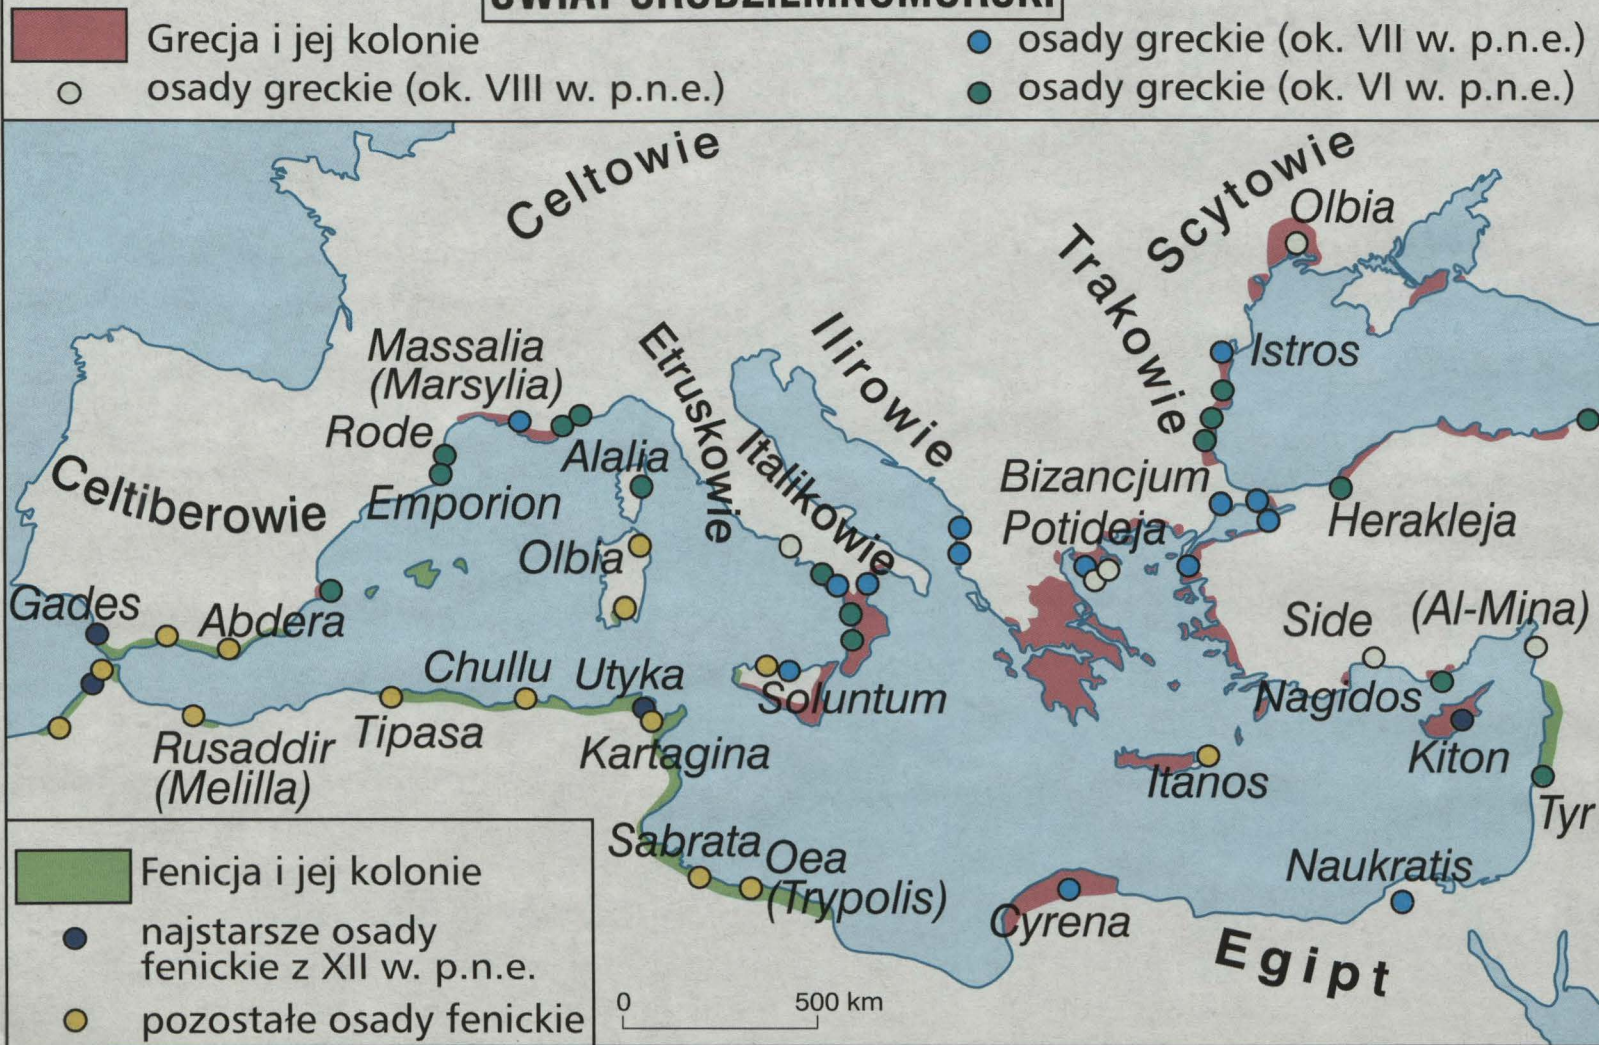 ŚWIAT ŚRÓDZIEMNOMORSKI
Grecja i jej kolonie
osady greckie (ok. VIII w. p.n.e.)
osady greckie (ok. VII w. p.n.e.)
osady greckie (ok. VI w. p.n.e.)
Celtowie
Scytowie
Olbia
Trakowie
Istros
Massalia
(Marsylia)
Etruskowie
Ilirowie
Rode
Alalia
Italikowie
Celtiberowie
Emporion
Bizancjum
Potideja
Herakleja
Olbia
Gades
Abdera
Side
(Al-Mina)
Chullu
Utyka
Soluntum
Nagidos
Rusaddir
(Melilla)
Tipasa
Kartagina
Itanos
Kiton
Tyr
Sabrata
Oea
(Trypolis)
Cyrena
Naukratis
Egipt
Fenicja i jej kolonie
najstarsze osady
fenickie z XII w. p.n.e.
pozostałe osady fenickie
0 500 km